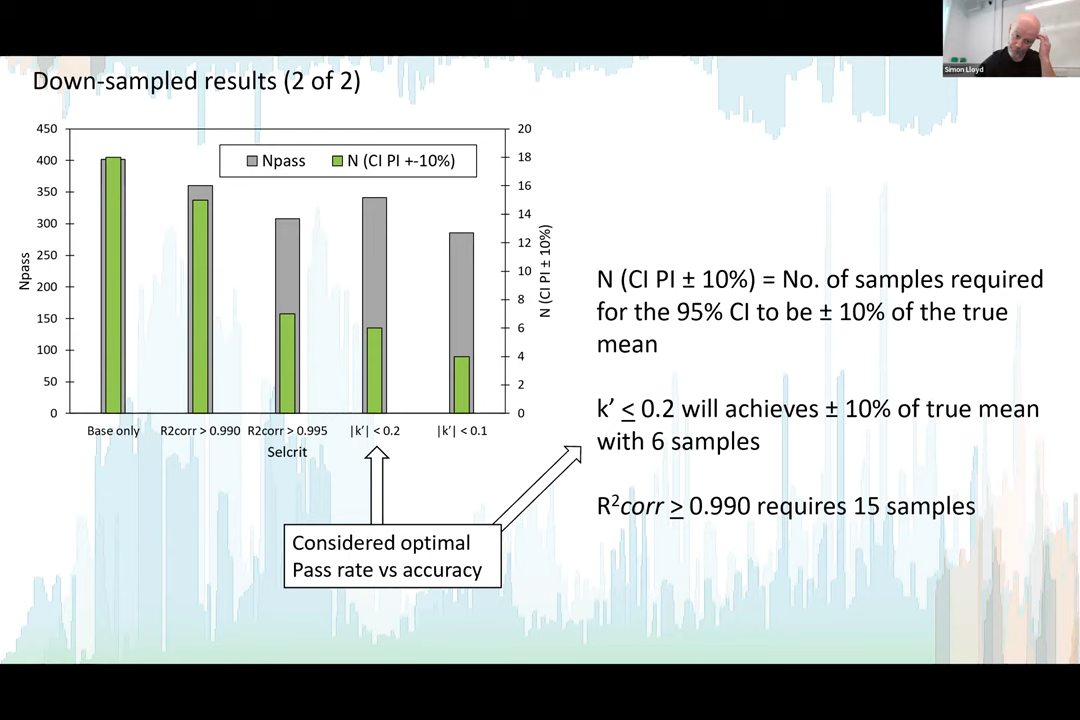 Simon Lloyd
Down-sampled results (2 of 2)
450
400
350
300
250
200
150
100
50
0
Npass
Npass
N (CI PI +-10%)
20
18
16
14
12
10
8
6
4
2
0
N (CI PI ± 10%)
Base only
R2corr > 0.990
R2corr > 0.995
|k’| < 0.2
|k’| < 0.1
Selcrit
Considered optimal
Pass rate vs accuracy
N (CI PI ± 10%) = No. of samples required
for the 95% CI to be ± 10% of the true
mean
k’ ≤ 0.2 will achieves ± 10% of true mean
with 6 samples
R²corr ≥ 0.990 requires 15 samples